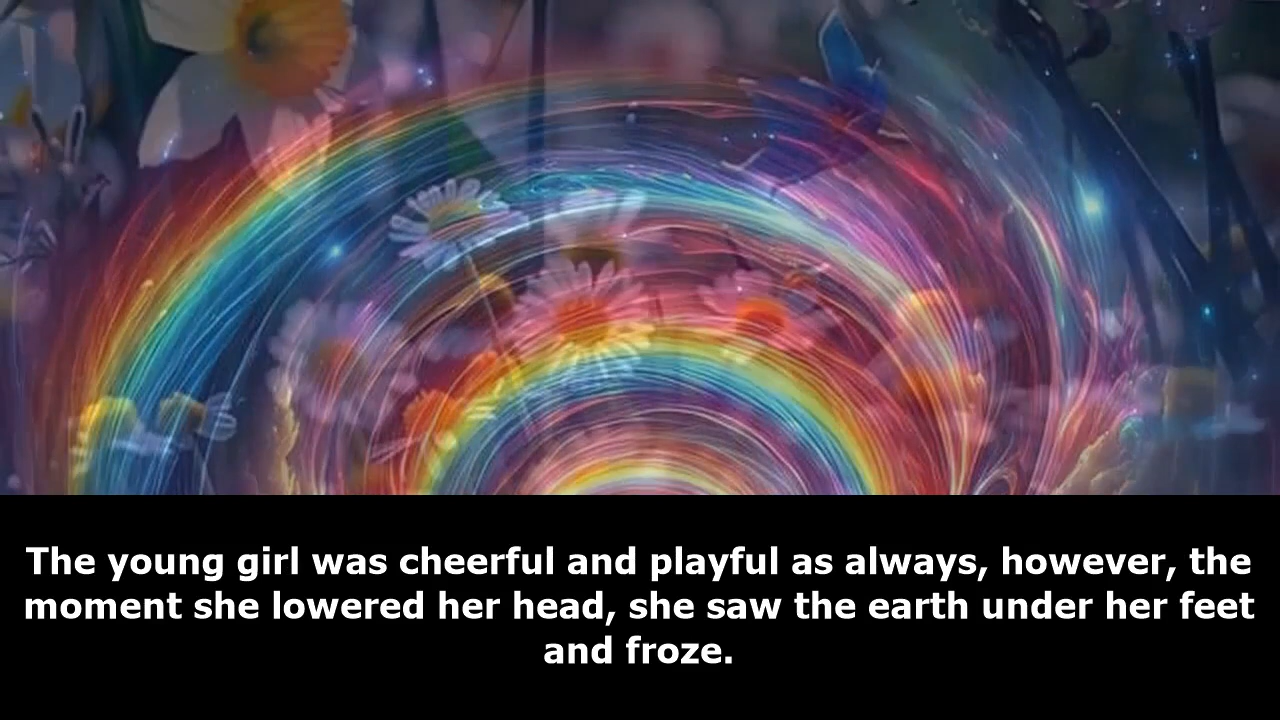 The young girl was cheerful and playful as always, however, the
moment she lowered her head, she saw the earth under her feet
and froze.